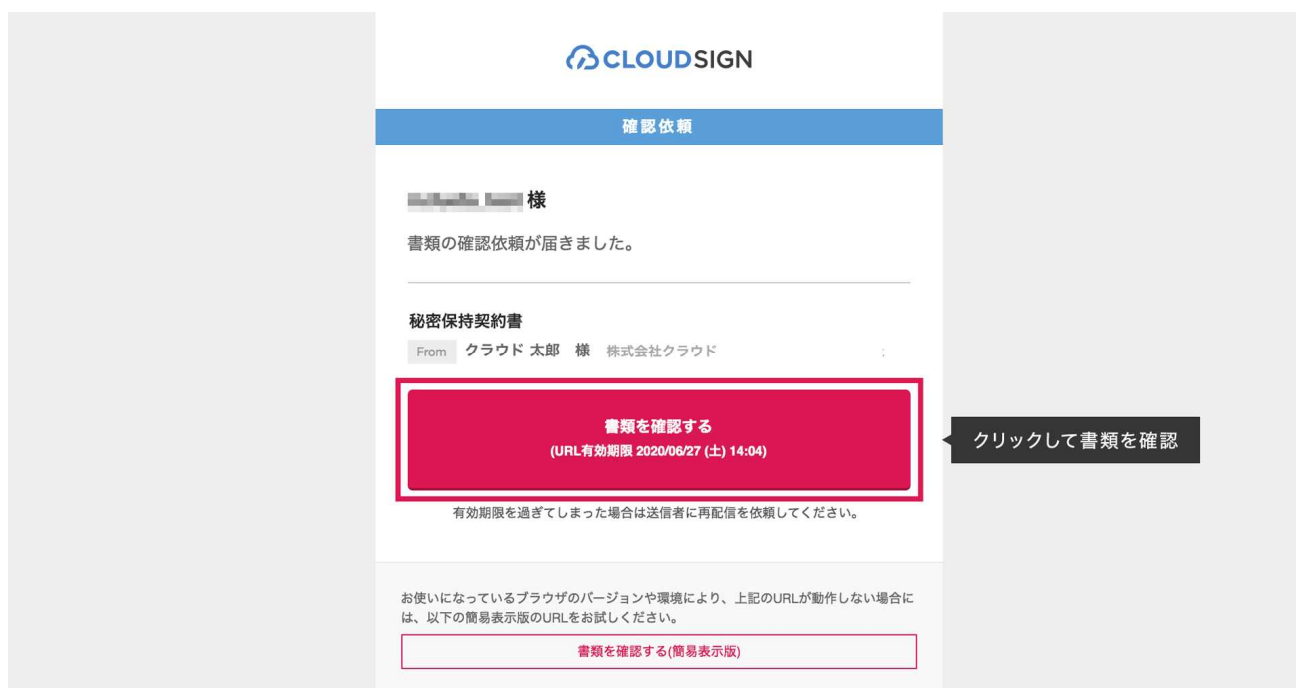 CLOUDSIGN
確認依頼
様
書類の確認依頼が届きました。
秘密保持契約書
From クラウド 太郎 様 株式会社クラウド
書類を確認する
(URL有効期限 2020/06/27 (土) 14:04)
クリックして書類を確認
有効期限を過ぎてしまった場合は送信者に再配信を依頼してください。
お使いになっているブラウザのバージョンや環境により、上記のURLが動作しない場合に
は、以下の簡易表示版のURLをお試しください。
書類を確認する(簡易表示版)